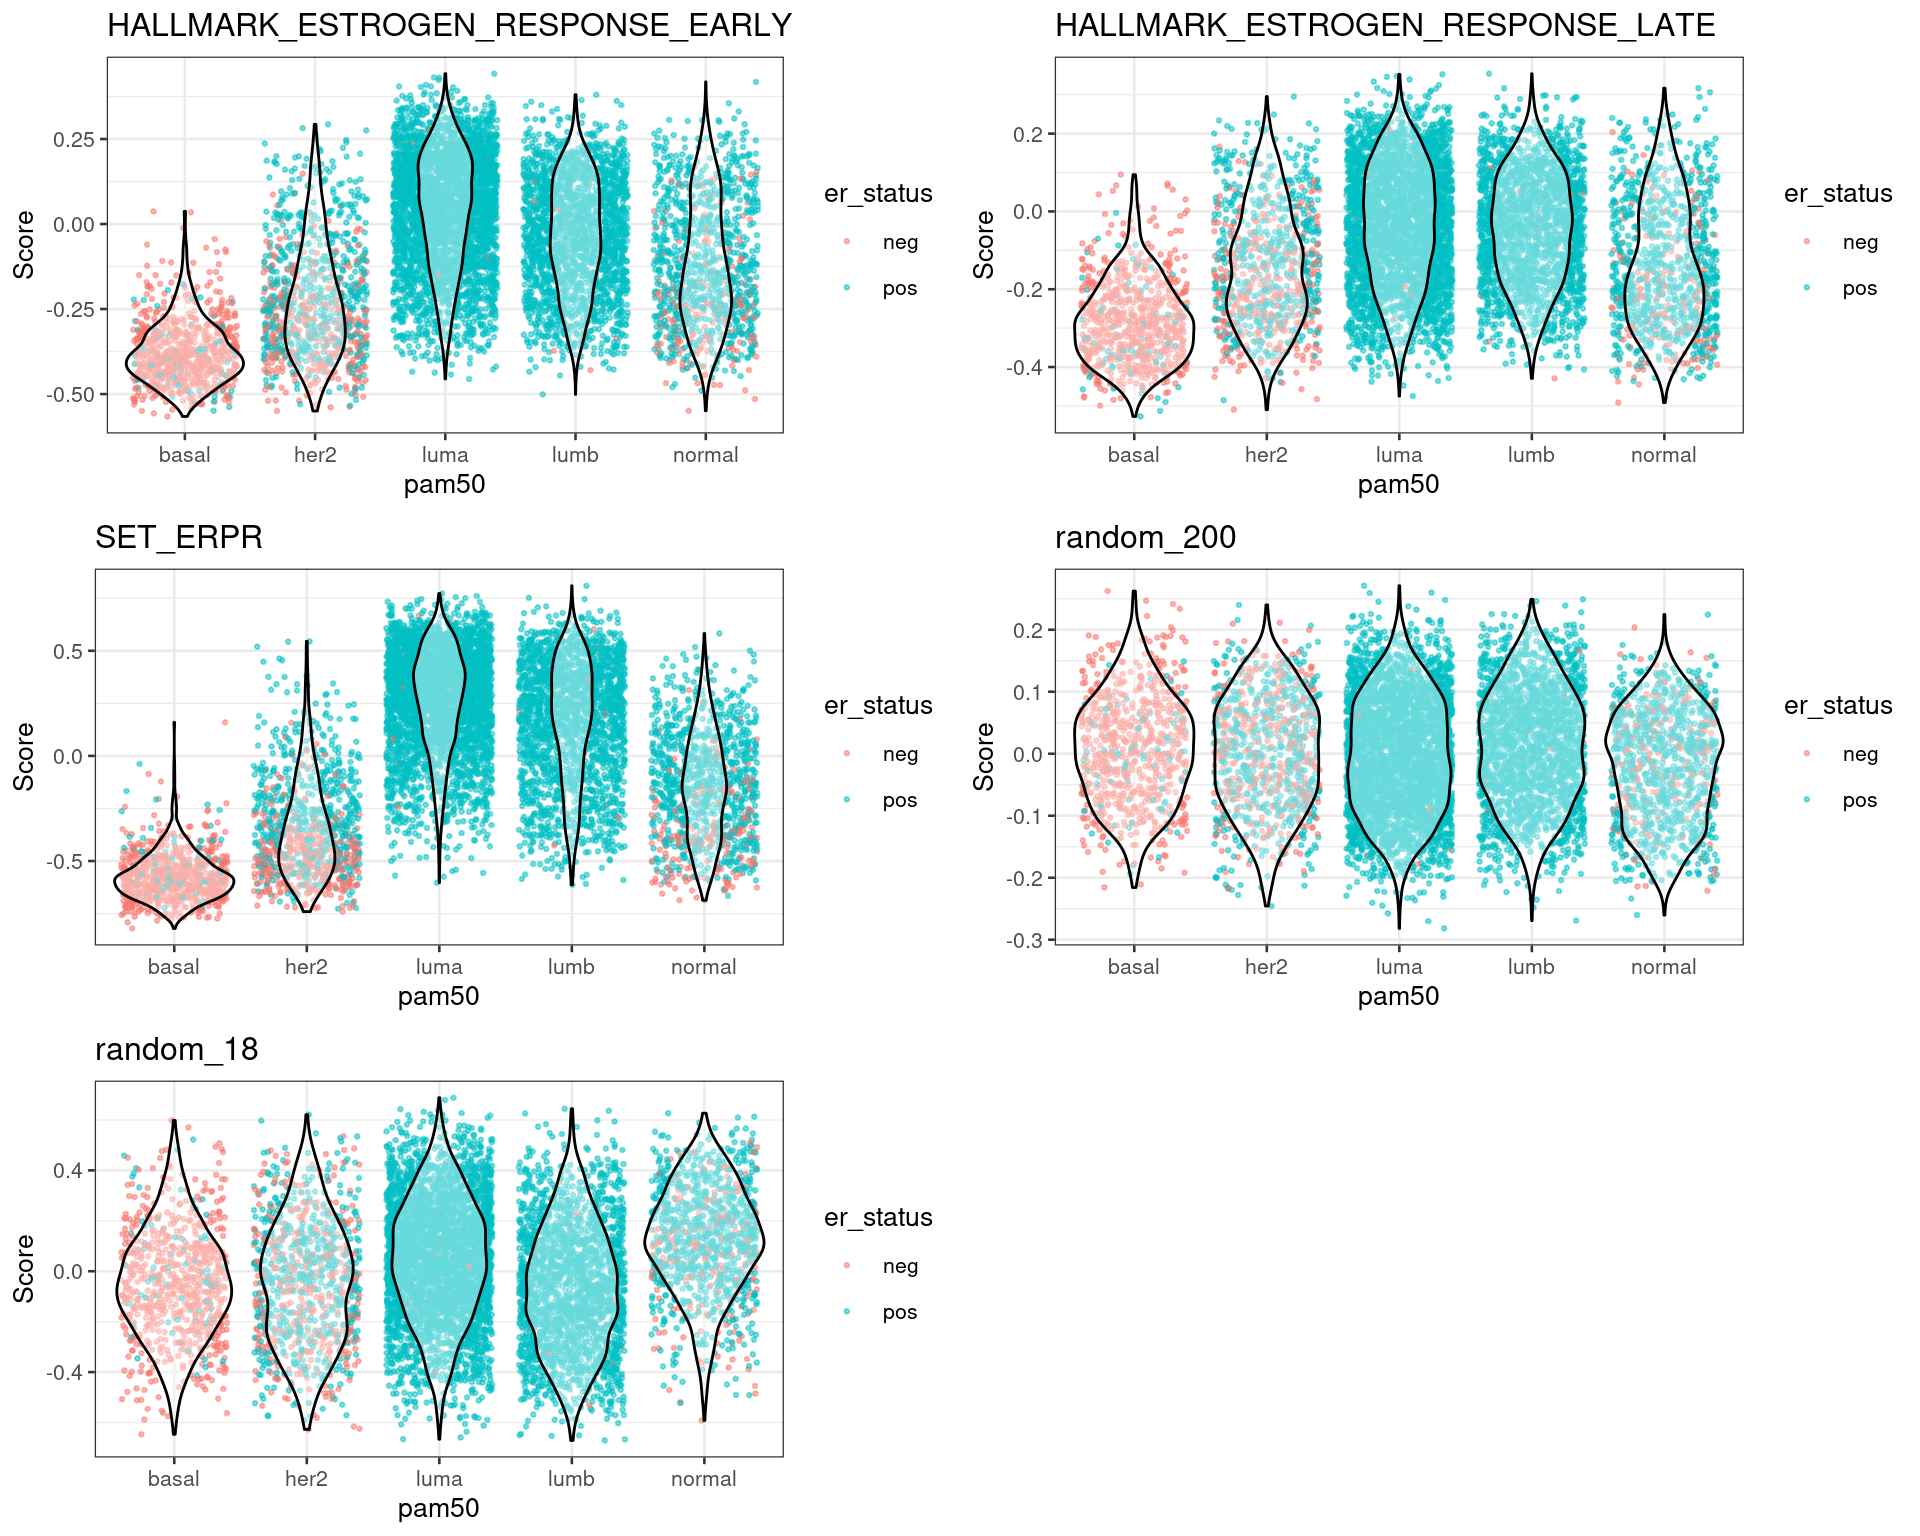 HALLMARK_ESTROGEN_RESPONSE_EARLY
Score
0.25
0.00
-0.25
-0.50
basal her2 luma lumb normal
pam50
er_status
neg
pos
HALLMARK_ESTROGEN_RESPONSE_LATE
Score
0.2
0.0
-0.2
-0.4
basal her2 luma lumb normal
pam50
er_status
neg
pos
SET_ERPR
Score
0.5
0.0
-0.5
basal her2 luma lumb normal
pam50
er_status
neg
pos
random_200
Score
0.2
0.1
0.0
-0.1
-0.2
-0.3
basal her2 luma lumb normal
pam50
er_status
neg
pos
random_18
Score
0.4
0.0
-0.4
basal her2 luma lumb normal
pam50
er_status
neg
pos